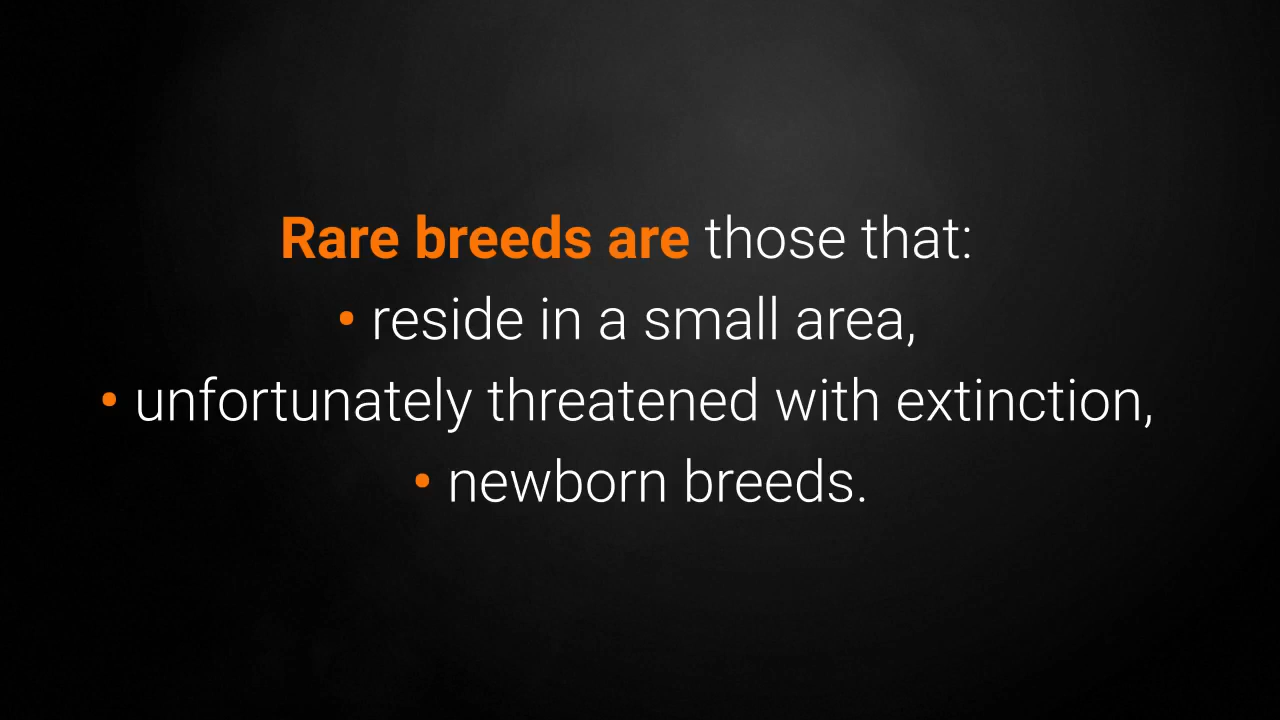 Rare breeds are those that:
• reside in a small area,
• unfortunately threatened with extinction,
• newborn breeds.